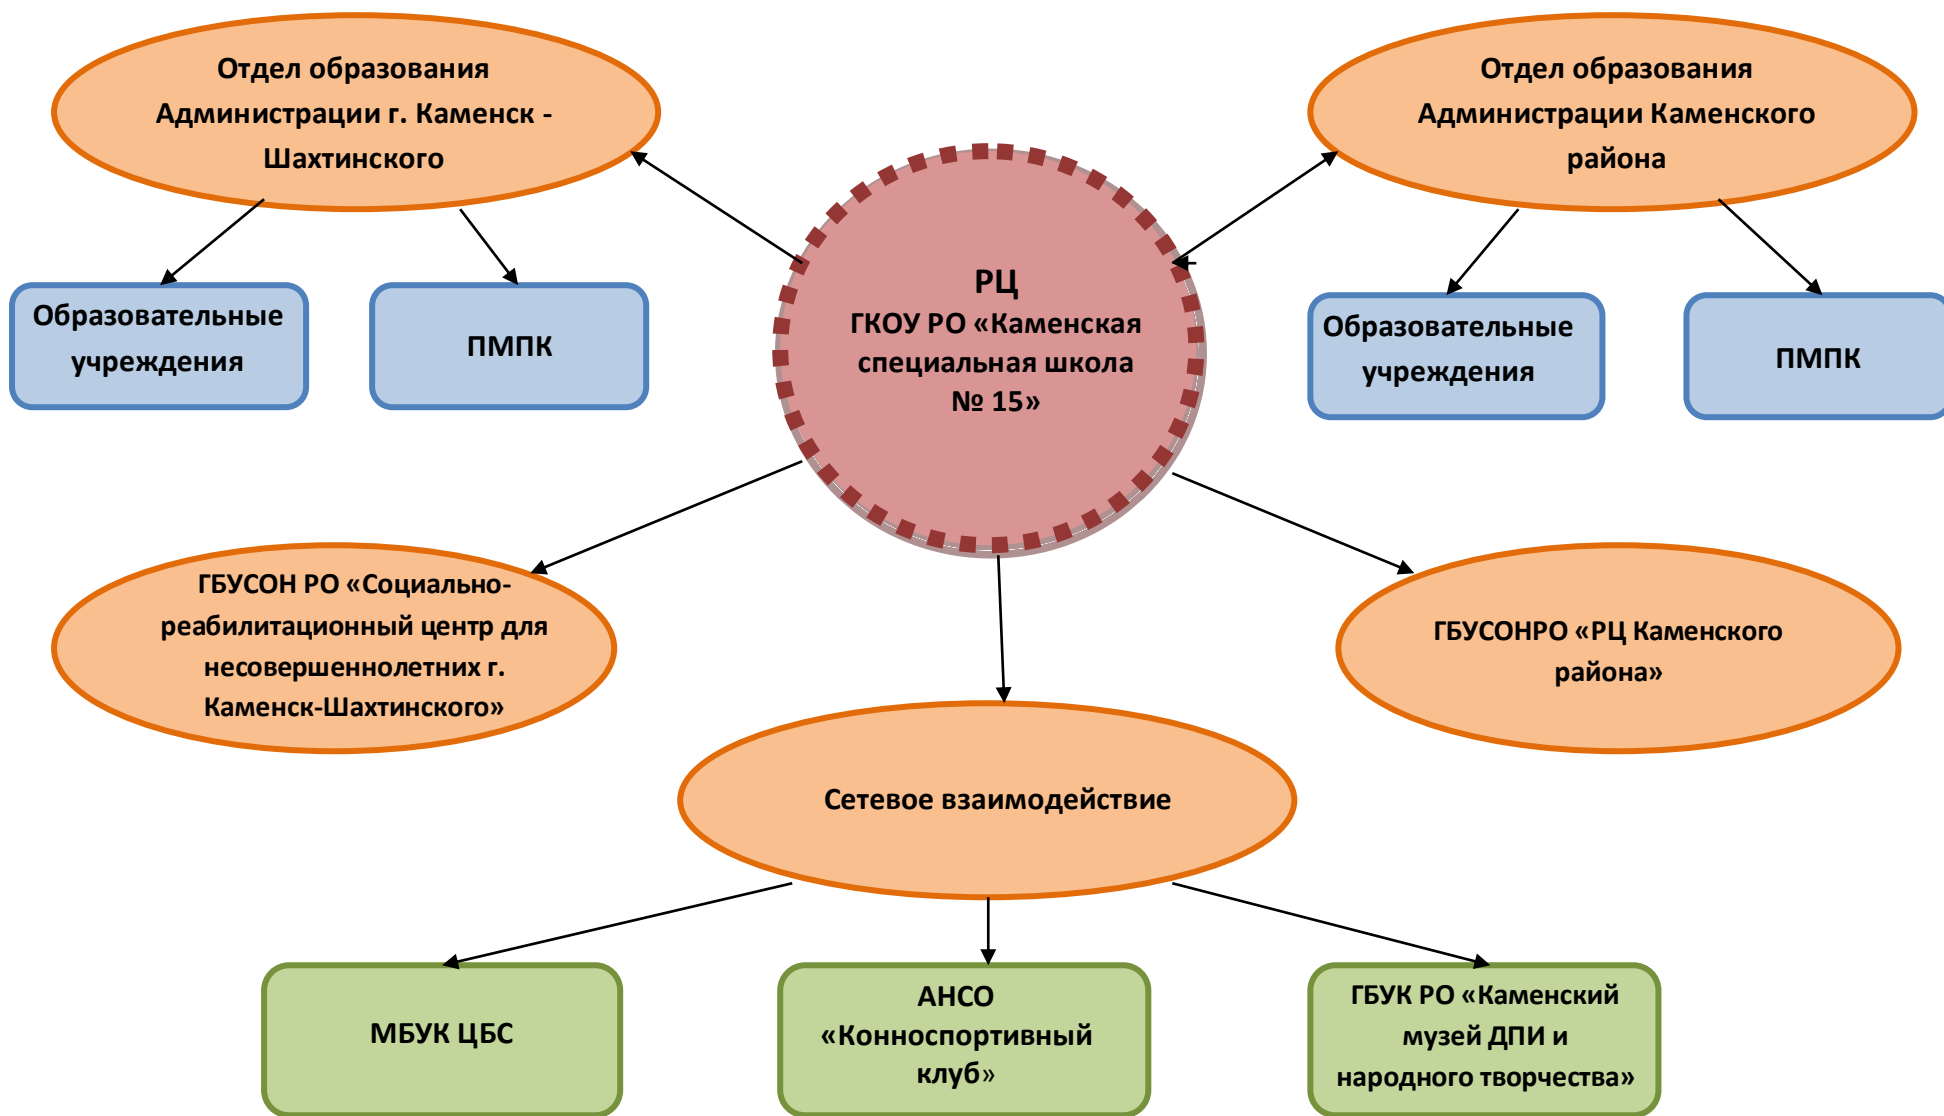 Отдел образования
Администрации г. Каменск -
Шахтинского
Отдел образования
Администрации Каменского
района
РЦ
ГКОУ РО «Каменская
специальная школа
№ 15»
Образовательные
учреждения
ПМПК
Образовательные
учреждения
ПМПК
ГБУСОН РО «Социально-
реабилитационный центр для
несовершеннолетних г.
Каменск-Шахтинского»
ГБУСОНРО «РЦ Каменского
района»
Сетевое взаимодействие
МБУК ЦБС
АНСО
«Конноспортивный
клуб»
ГБУК РО «Каменский
музей ДПИ и
народного творчества»